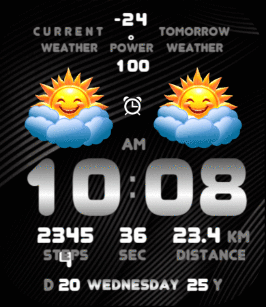 -24
CURRENT TOMORROW
WEATHER POWER WEATHER
100
AM
10:08
2345 36 23.4 KM
STEPS SEC DISTANCE
D 20 WEDNESDAY 25 Y